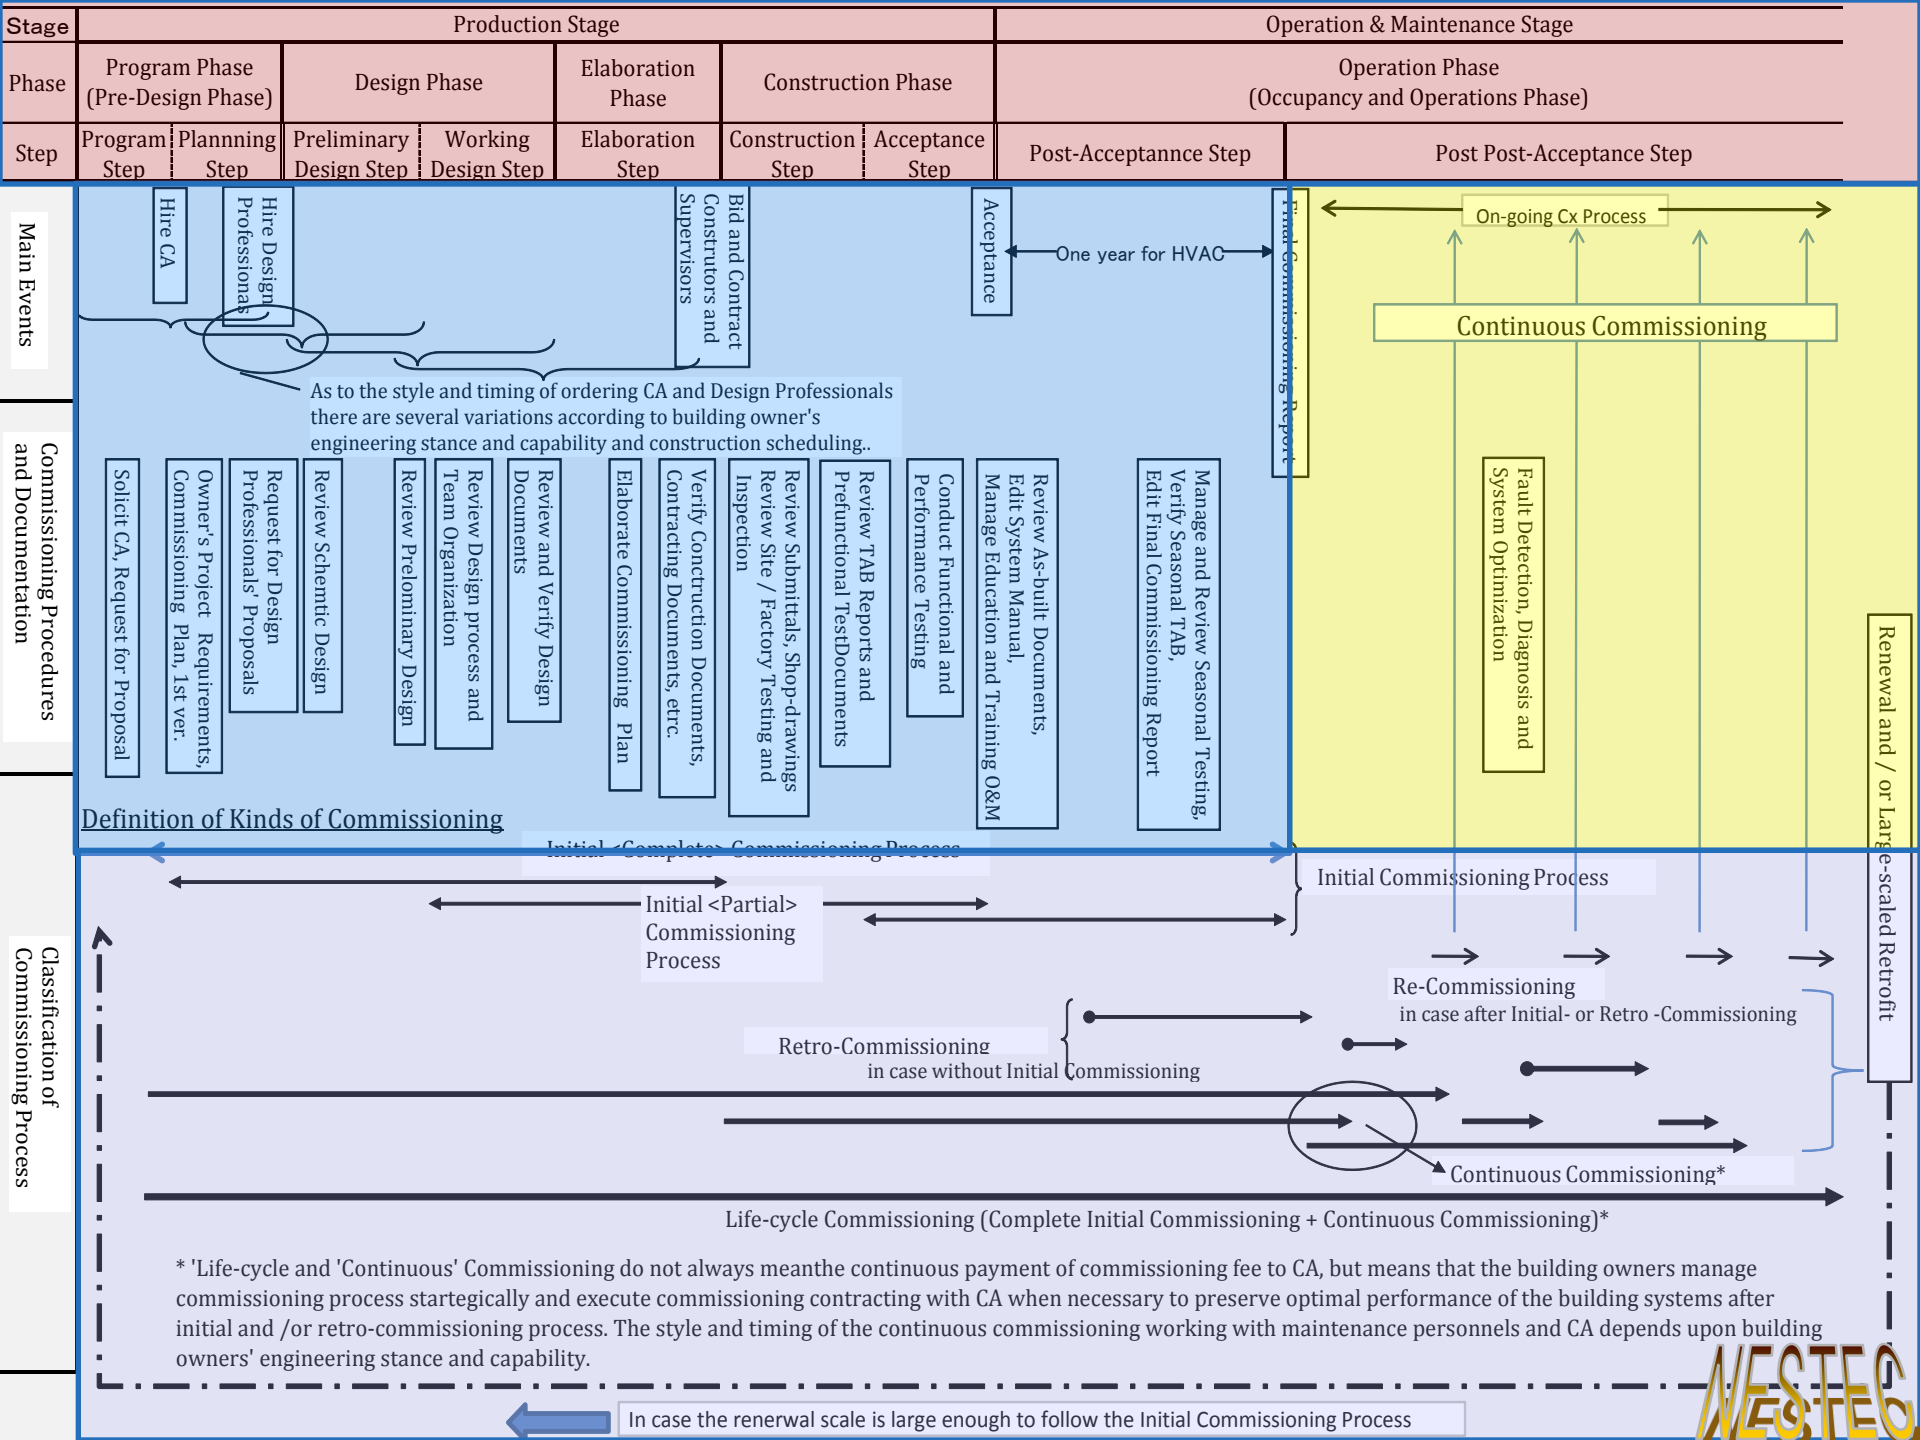 Stage
Production Stage
Operation & Maintenance Stage
Phase
Program Phase
(Pre-Design Phase)
Design Phase
Elaboration
Phase
Construction Phase
Operation Phase
(Occupancy and Operations Phase)
Step
Program
Step
Plannning
Step
Preliminary
Design Step
Working
Design Step
Elaboration
Step
Construction
Step
Acceptance
Step
Post-Acceptannce Step
Post Post-Acceptance Step
Main Events
Hire CA
Hire Design
Professionas
Bid and Contract
Construtors and
Supervisors
Acceptance
One year for HVAC
Final Commissioning Report
On-going Cx Process
Continuous Commissioning
As to the style and timing of ordering CA and Design Professionals
there are several variations according to building owner's
engineering stance and capability and construction scheduling..
Commissioning Procedures
and Documentation
Solicit CA, Request for Proposal
Owner's Project Requirements,
Commissioning Plan, 1st ver.
Request for Design
Professionals' Proposals
Review Schemtic Design
Review Prelominary Design
Review Design process and
Team Organization
Review and Verify Design
Documents
Elaborate Commissioning Plan
Verify Conctruction Documents,
Contracting Documents, etrc.
Review Submittals, Shop-drawings
Review Site / Factory Testing and
Inspection
Review TAB Reports and
Prefunctional TestDocuments
Conduct Functional and
Performance Testing
Review As-built Documents,
Edit System Manual,
Manage Education and Training O&M
Manage and Review Seasonal Testing,
Verify Seasonal TAB,
Edit Final Commissioning Report
Fault Detection, Diagnosis and
System Optimization
Renewal and / or Large-scaled Retrofit
Definition of Kinds of Commissioning
Classification of
Commissioning Process
Initial <Complete> Commissioning Process
Initial Commissioning Process
Initial <Partial>
Commissioning
Process
Re-Commissioning
in case after Initial- or Retro -Commissioning
Retro-Commissioning
in case without Initial Commissioning
Continuous Commissioning*
Life-cycle Commissioning (Complete Initial Commissioning + Continuous Commissioning)*
* 'Life-cycle and 'Continuous' Commissioning do not always meanthe continuous payment of commissioning fee to CA, but means that the building owners manage
commissioning process startegically and execute commissioning contracting with CA when necessary to preserve optimal performance of the building systems after
initial and /or retro-commissioning process. The style and timing of the continuous commissioning working with maintenance personnels and CA depends upon building
owners' engineering stance and capability.
NESTEC
In case the renerwal scale is large enough to follow the Initial Commissioning Process